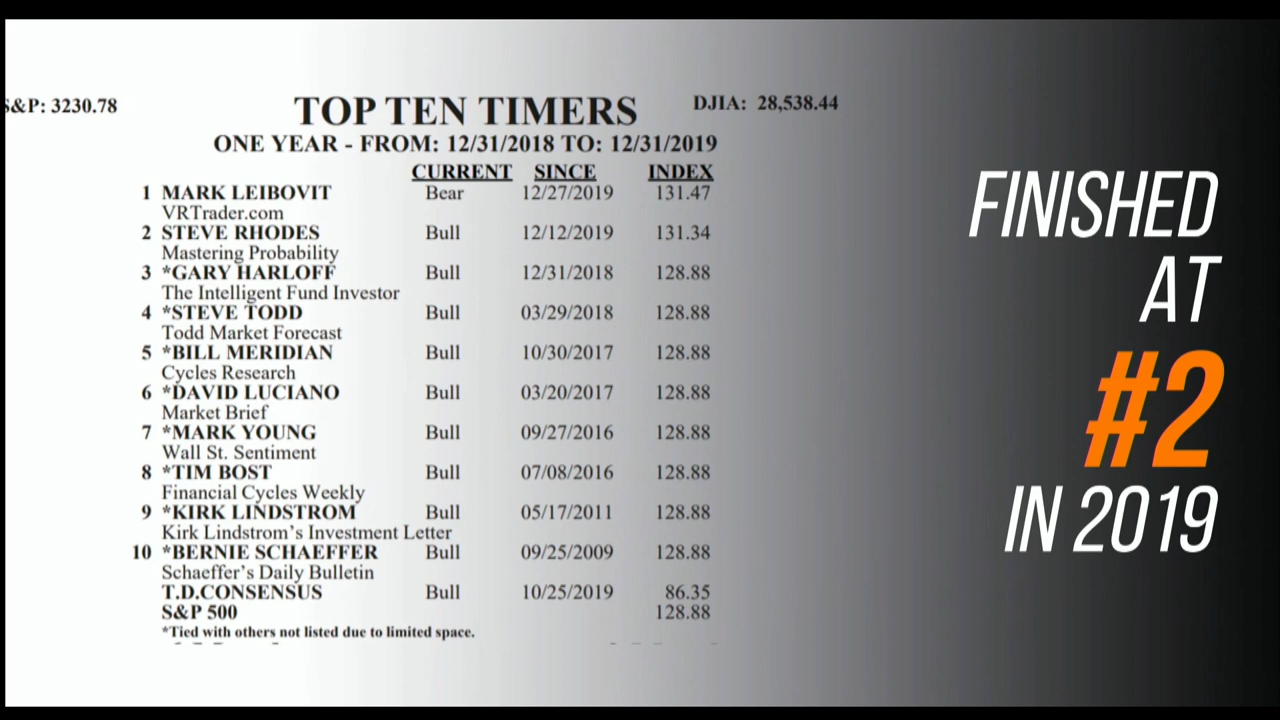 S&P: 3230.78
TOP TEN TIMERS
DJIA: 28,538.44
ONE YEAR - FROM: 12/31/2018 TO: 12/31/2019
CURRENT SINCE INDEX
1 MARK LEIBOVIT Bear 12/27/2019 131.47
VRTrader.com
2 STEVE RHODES Bull 12/12/2019 131.34
Mastering Probability
3 *GARY HARLOFF Bull 12/31/2018 128.88
The Intelligent Fund Investor
4 *STEVE TODD Bull 03/29/2018 128.88
Todd Market Forecast
5 *BILL MERIDIAN Bull 10/30/2017 128.88
Cycles Research
6 *DAVID LUCIANO Bull 03/20/2017 128.88
Market Brief
7 *MARK YOUNG Bull 09/27/2016 128.88
Wall St. Sentiment
8 *TIM BOST Bull 07/08/2016 128.88
Financial Cycles Weekly
9 *KIRK LINDSTROM Bull 05/17/2011 128.88
Kirk Lindstrom's Investment Letter
10 *BERNIE SCHAEFFER Bull 09/25/2009 128.88
Schaeffer's Daily Bulletin
T.D.CONSENSUS Bull 10/25/2019 86.35
S&P 500 128.88
*Tied with others not listed due to limited space.
FINISHED
AT
#2
IN 2019